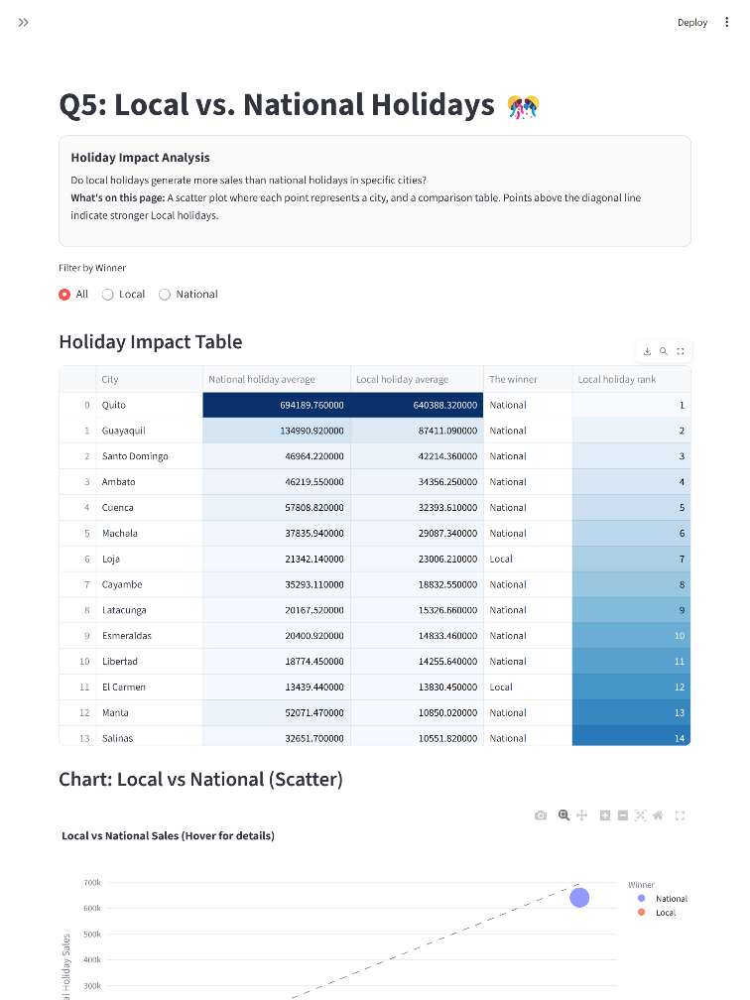 Deploy
Q5: Local vs. National Holidays 🎊
Holiday Impact Analysis
Do local holidays generate more sales than national holidays in specific cities?
What's on this page: A scatter plot where each point represents a city, and a comparison table. Points above the diagonal line
indicate stronger Local holidays.
Filter by Winner
All Local National
Holiday Impact Table
City National holiday average Local holiday average The winner Local holiday rank
0 Quito 694189.760000 640388.320000 National 1
1 Guayaquil 134990.920000 87411.090000 National 2
2 Santo Domingo 46964.220000 42214.360000 National 3
3 Ambato 46219.550000 34356.250000 National 4
4 Cuenca 57808.820000 32393.610000 National 5
5 Machala 37835.940000 29087.340000 National 6
6 Loja 21342.140000 23006.210000 Local 7
7 Cayambe 35293.110000 18832.550000 National 8
8 Latacunga 20167.520000 15326.660000 National 9
9 Esmeraldas 20400.920000 14833.460000 National 10
10 Libertad 18774.450000 14255.640000 National 11
11 El Carmen 13439.440000 13830.450000 Local 12
12 Manta 52071.470000 10850.020000 National 13
13 Salinas 32651.700000 10551.820000 National 14
Chart: Local vs National (Scatter)
Local vs National Sales (Hover for details)
700k
600k
500k
400k
300k
al Holiday Sales
Winner
National
Local